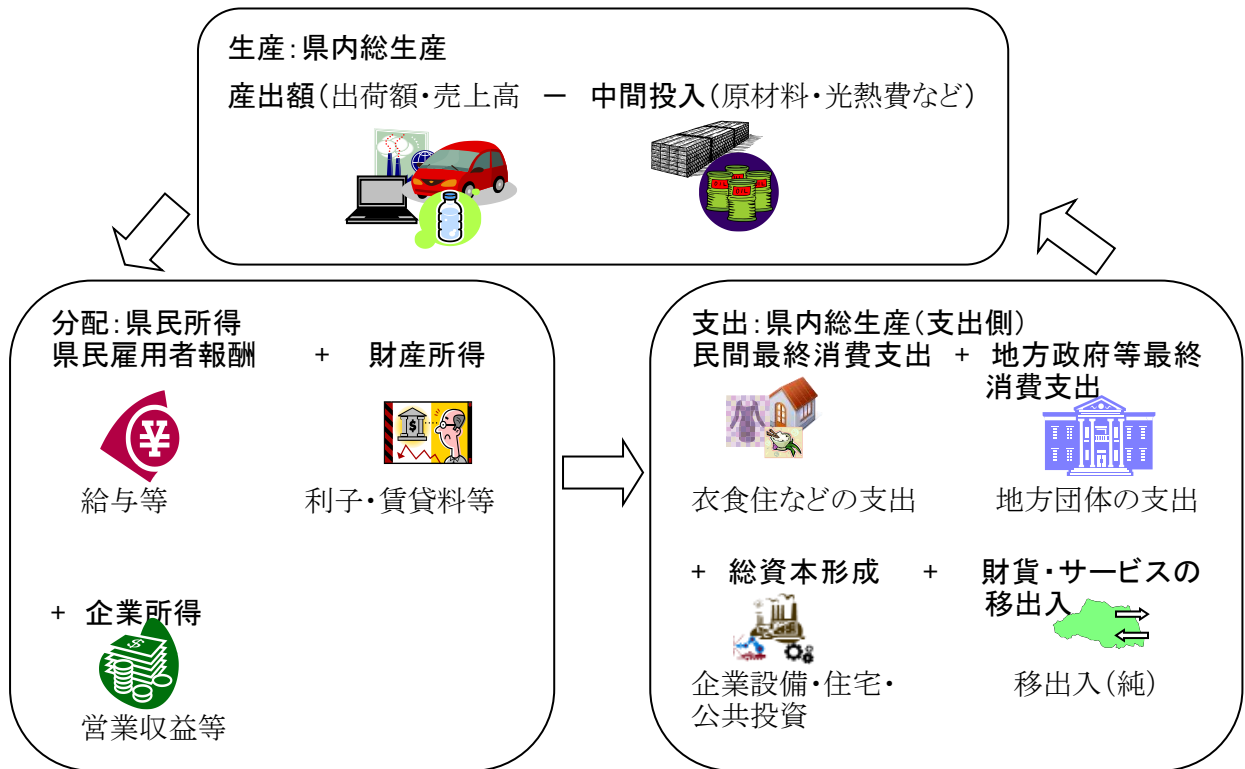 生産：県内総生産
産出額（出荷額・売上高 － 中間投入（原材料・光熱費など）
OIL
OIL
OIL
分配：県民所得
県民雇用者報酬 + 財産所得
¥
$
給与等 利子・賃貸料等
+ 企業所得
$
営業収益等
支出：県内総生産（支出側）
民間最終消費支出 + 地方政府等最終
消費支出
衣食住などの支出 地方団体の支出
+ 総資本形成 + 財貨・サービスの
移出入
企業設備・住宅・ 移出入（純）
公共投資